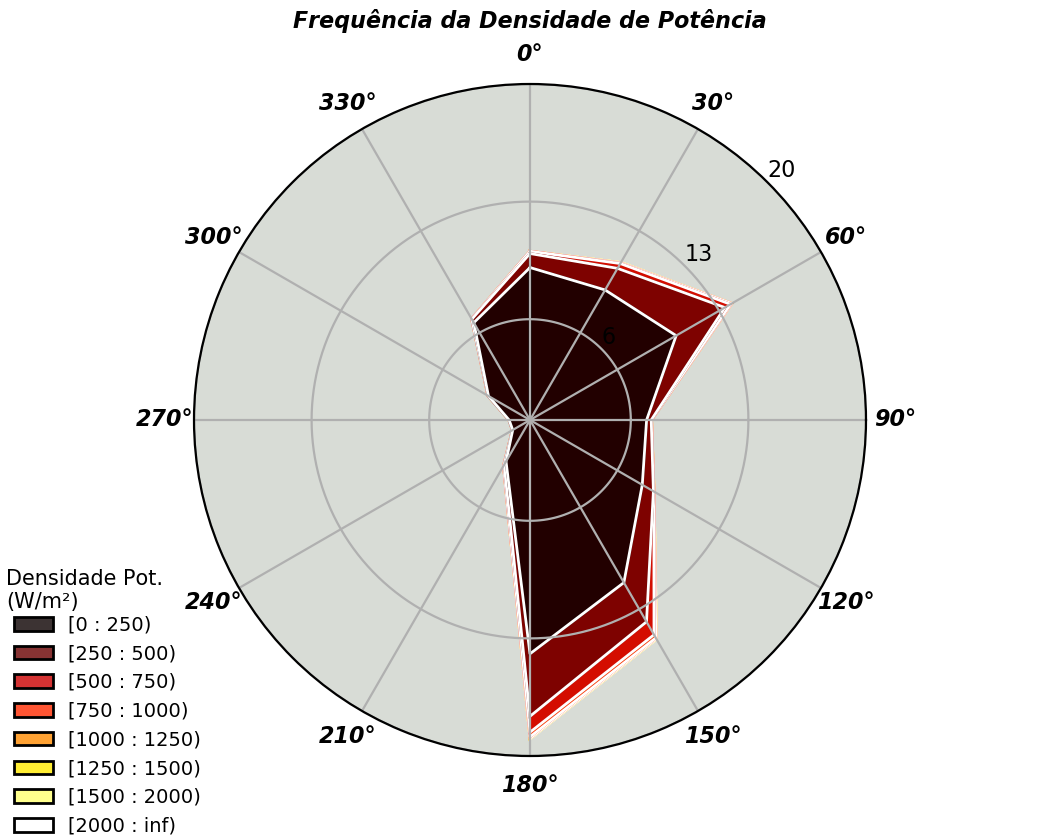 Frequência da Densidade de Potência
0°
330°
30°
20
300°
60°
13
6
270°
90°
240°
120°
210°
150°
180°
Densidade Pot.
(W/m²)
[0 : 250)
[250 : 500)
[500 : 750)
[750 : 1000)
[1000 : 1250)
[1250 : 1500)
[1500 : 2000)
[2000 : inf)